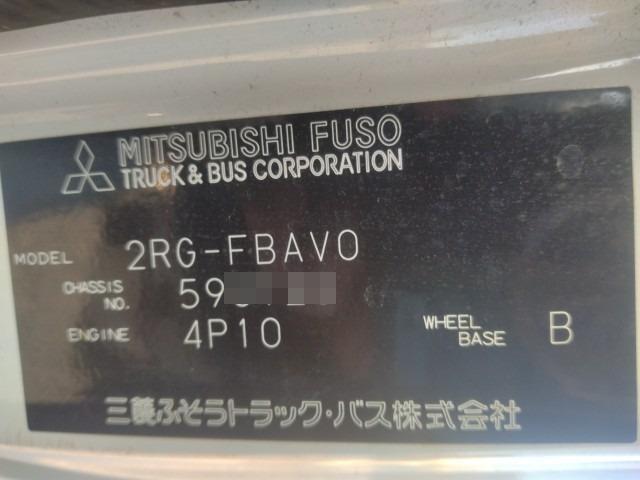 MITSUBISHI FUSO
TRUCK & BUS CORPORATION
MODEL 2RG-FBAV0
CHASSIS NO. 59
ENGINE 4P10
WHEEL BASE B
三菱ふそうトラック・バス株式会社